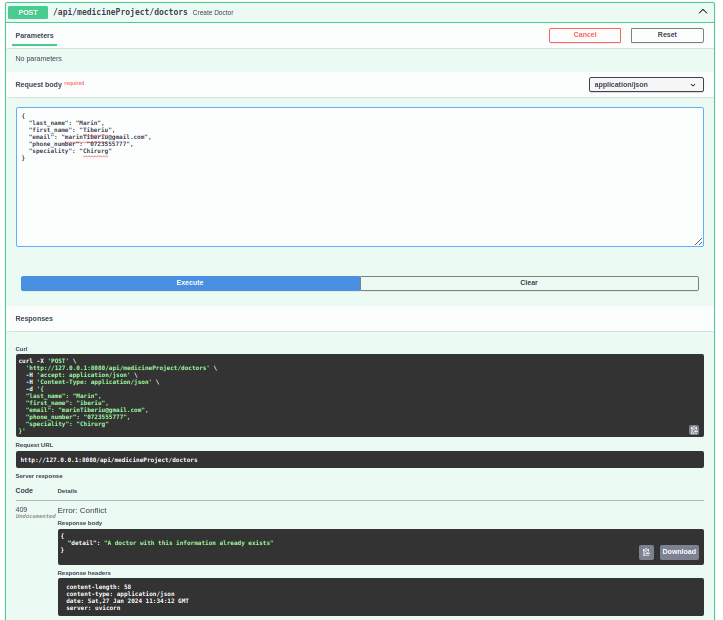 POST /api/medicineProject/doctors Create Doctor
Parameters
Cancel
Reset
No parameters
Request body required
application/json
{
"last_name": "Marin",
"first_name": "Tiberiu",
"email": "marinTiberiu@gmail.com",
"phone_number": "0723555777",
"speciality": "Chirurg"
}
Execute
Clear
Responses
Curl
curl -X 'POST' \
'http://127.0.0.1:8080/api/medicineProject/doctors' \
-H 'accept: application/json' \
-H 'Content-Type: application/json' \
-d '{
"last_name": "Marin",
"first_name": "iberiu",
"email": "marinTiberiu@gmail.com",
"phone_number": "0723555777",
"speciality": "Chirurg"
}'
Request URL
http://127.0.0.1:8080/api/medicineProject/doctors
Server response
Code Details
409 Error: Conflict
Undocumented
Response body
{
"detail": "A doctor with this information already exists"
}
Download
Response headers
content-length: 58
content-type: application/json
date: Sat,27 Jan 2024 11:34:12 GMT
server: uvicorn